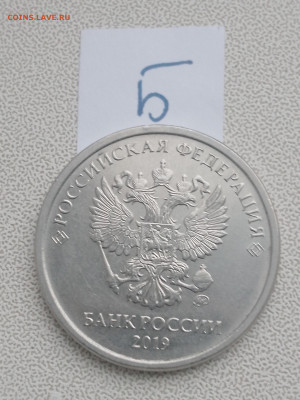 COINS.LAVE.RU
Б
РОССИЙСКАЯ ФЕДЕРАЦИЯ
БАНК РОССИИ
2019